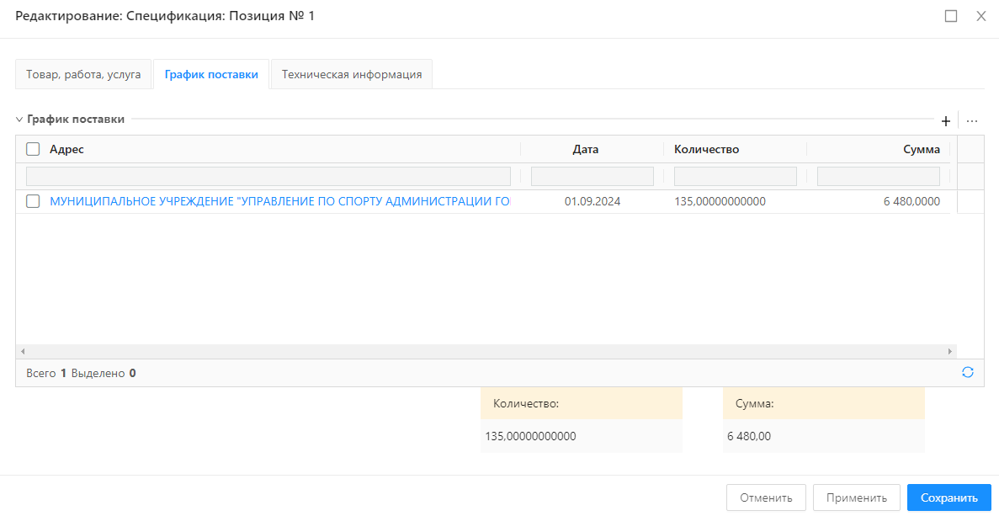 Редактирование: Спецификация: Позиция № 1
Товар, работа, услуга График поставки Техническая информация
График поставки
Адрес Дата Количество Сумма
МУНИЦИПАЛЬНОЕ УЧРЕЖДЕНИЕ "УПРАВЛЕНИЕ ПО СПОРТУ АДМИНИСТРАЦИИ ГО 01.09.2024 135,00000000000 6 480,0000
Всего 1 Выделено 0
Количество: Сумма:
135,00000000000 6 480,00
Отменить Применить Сохранить